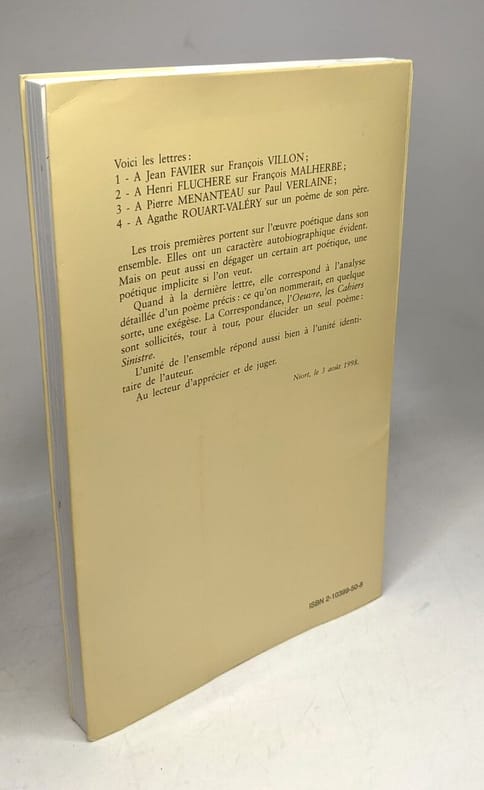 Voici les lettres :
1 - A Jean FAVIER sur François VILLON ;
2 - A Henri FLUCHERE sur François MALHERBE ;
3 - A Pierre MENANTEAU sur Paul VERLAINE ;
4 - A Agathe ROUART-VALÉRY sur un poème de son père.
Les trois premières portent sur l'œuvre poétique dans son
ensemble. Elles ont un caractère autobiographique évident.
Mais on peut aussi en dégager un certain art poétique, une
poétique implicite si l'on veut.
Quand à la dernière lettre, elle correspond à l'analyse
détaillée d'un poème précis : ce qu'on nommerait, en quelque
sorte, une exégèse. La Correspondance, l'Oeuvre, les Cahiers
sont sollicités, tour à tour, pour élucider un seul poème :
Sinistre.
L'unité de l'ensemble répond aussi bien à l'unité identi-
taire de l'auteur.
Au lecteur d'apprécier et de juger.
Niort, le 3 août 1998.
ISBN 2-10399-50-8